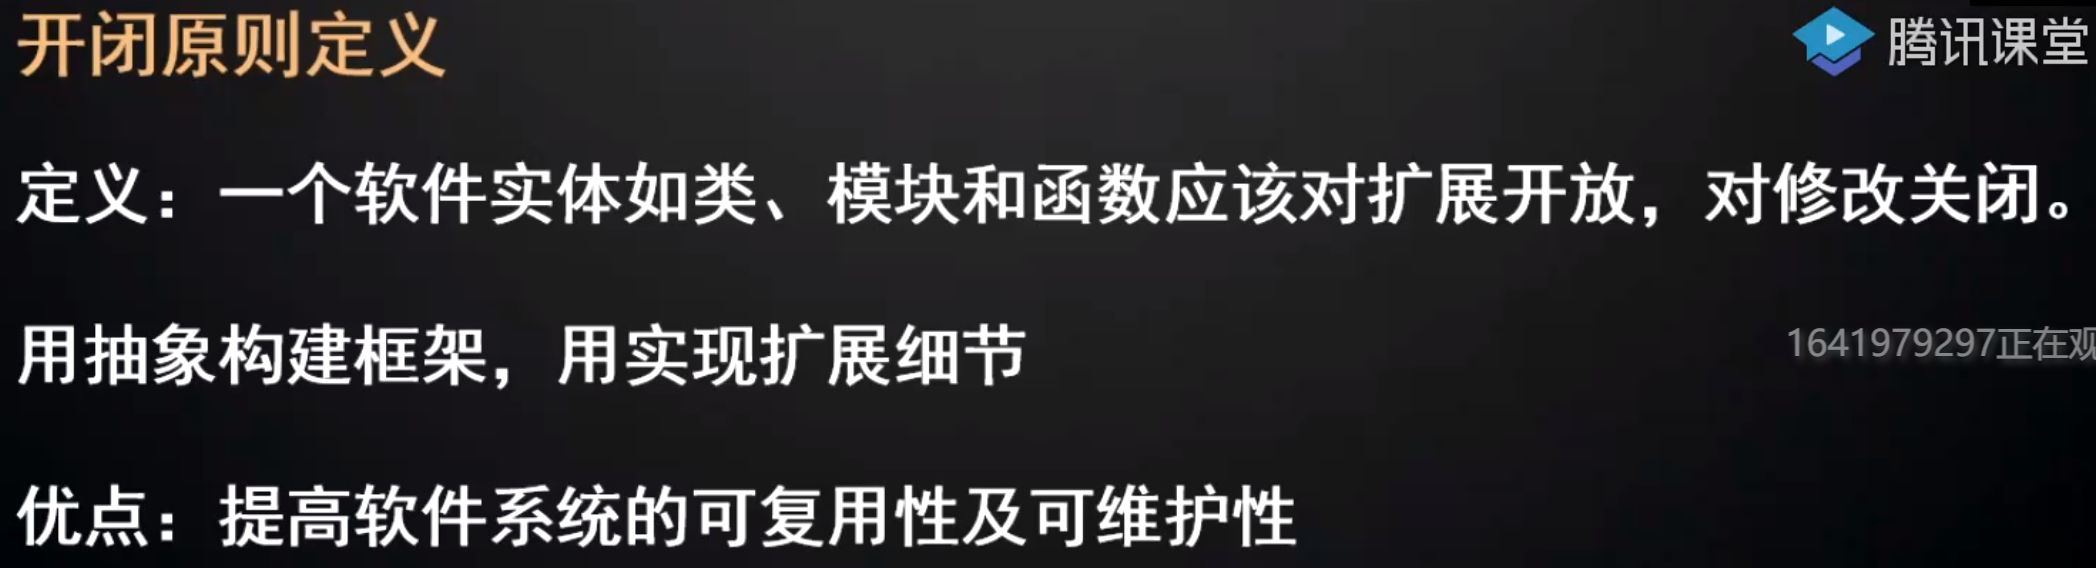 开闭原则定义
腾讯课堂
定义：一个软件实体如类、模块和函数应该对扩展开放，对修改关闭。
用抽象构建框架，用实现扩展细节
1641979297正在观
优点：提高软件系统的可复用性及可维护性